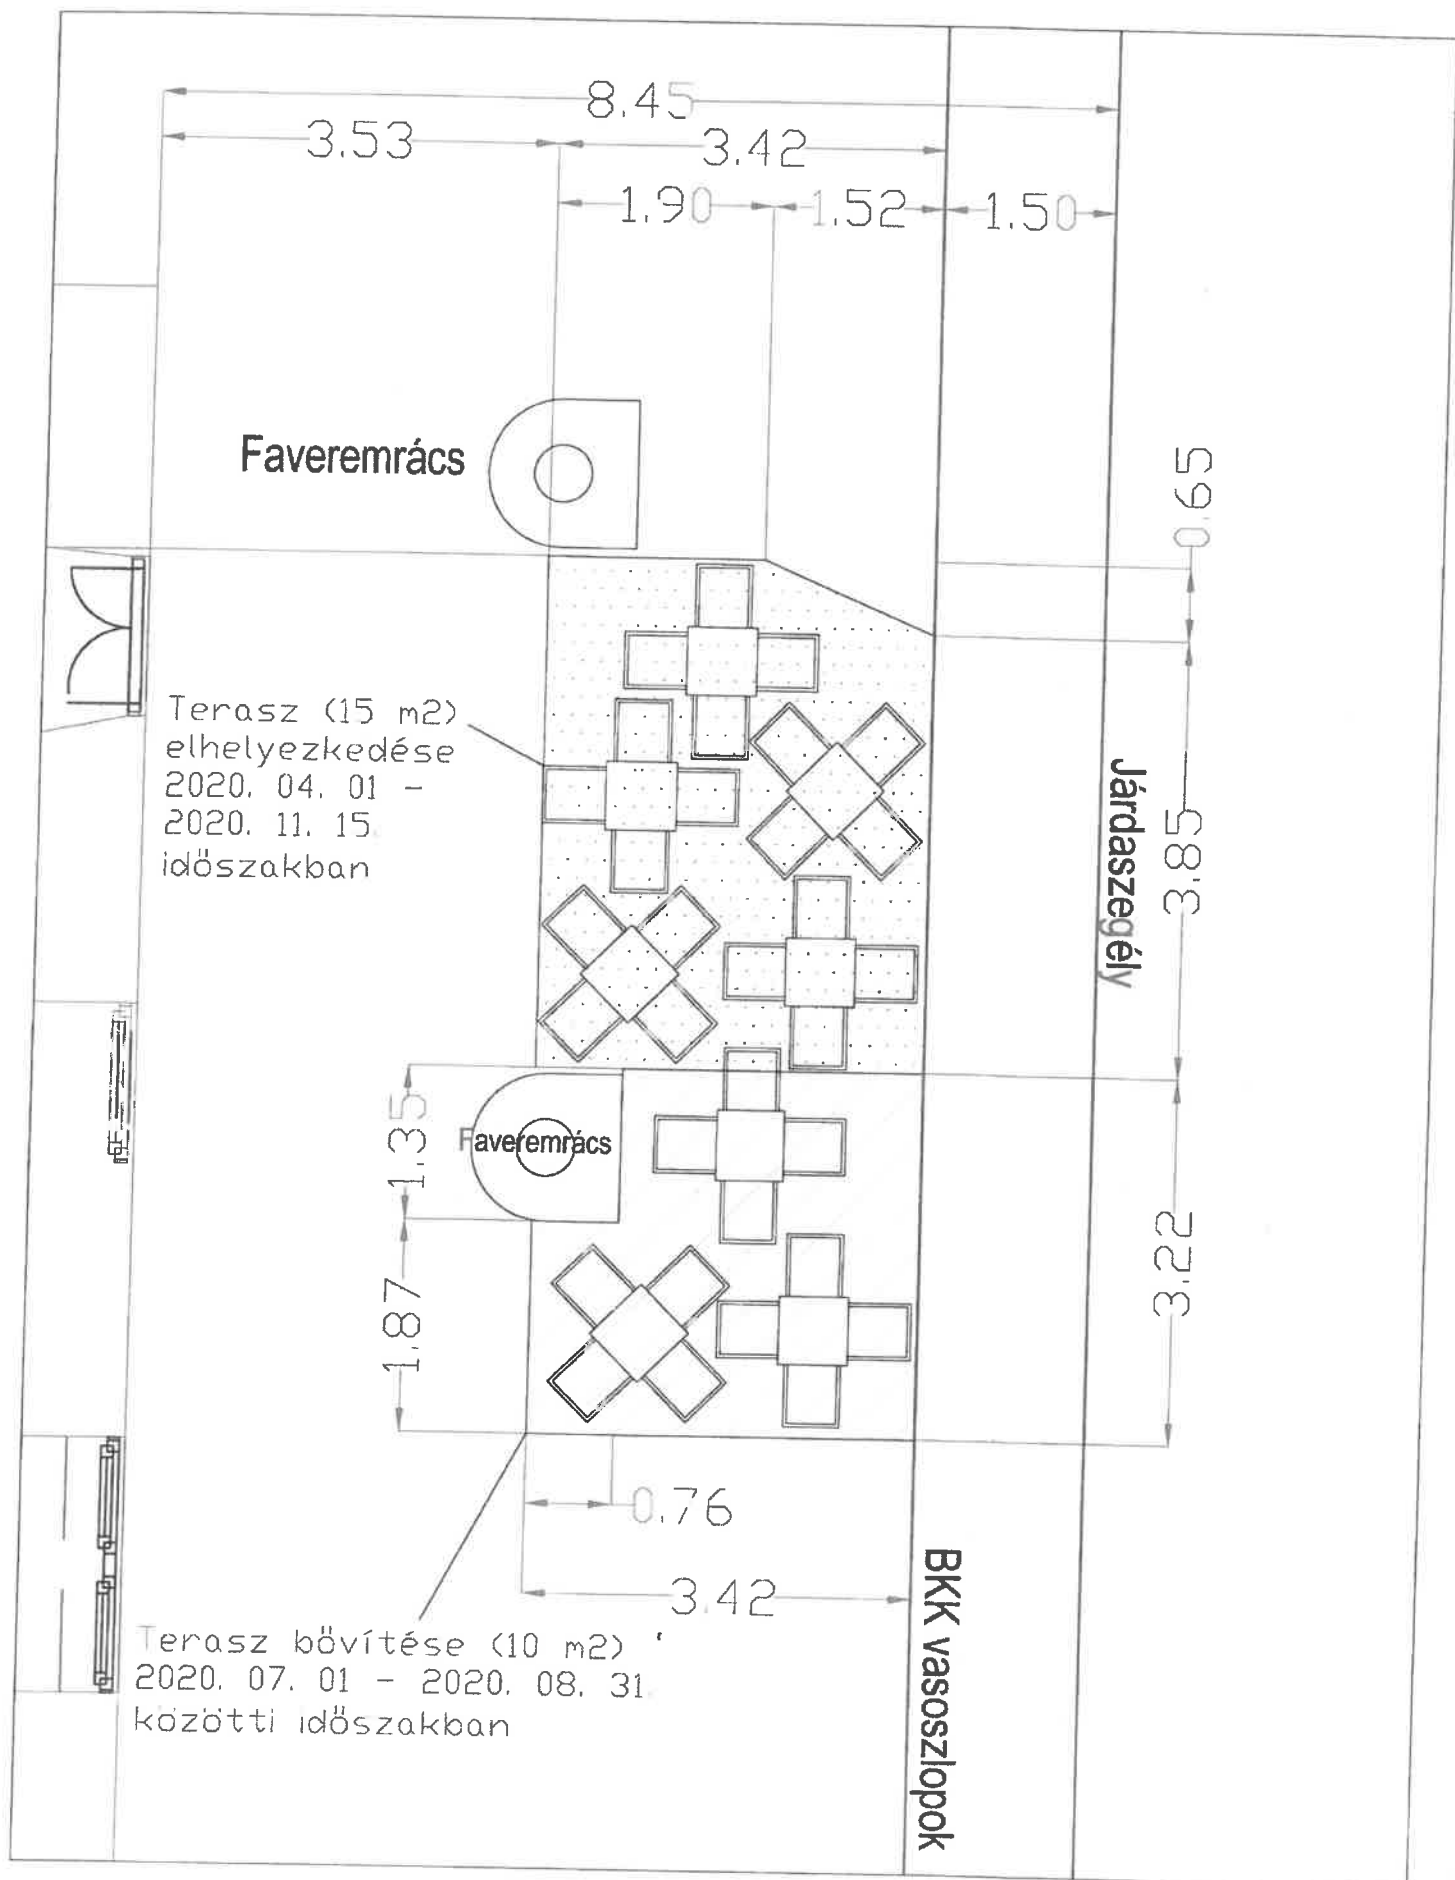 8.45
3.53
3.42
1.90
1.52
1.50
Faveremrács
0.65
Terasz (15 m2)
elhelyezkedése
2020. 04. 01 -
2020. 11. 15
időszakban
Járdaszegély
3.85
1.35
Faveremrács
1.87
3.22
0.76
3.42
BKK vasoszlopok
Terasz bövítése (10 m2)
2020. 07. 01 - 2020. 08. 31
közötti időszakban